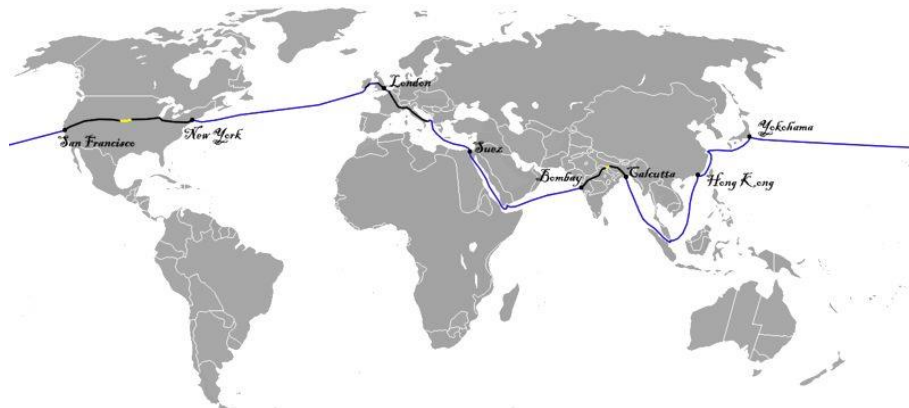 London
San Francisco
New York
Suez
Yokohama
Bombay
Calcutta
Hong Kong